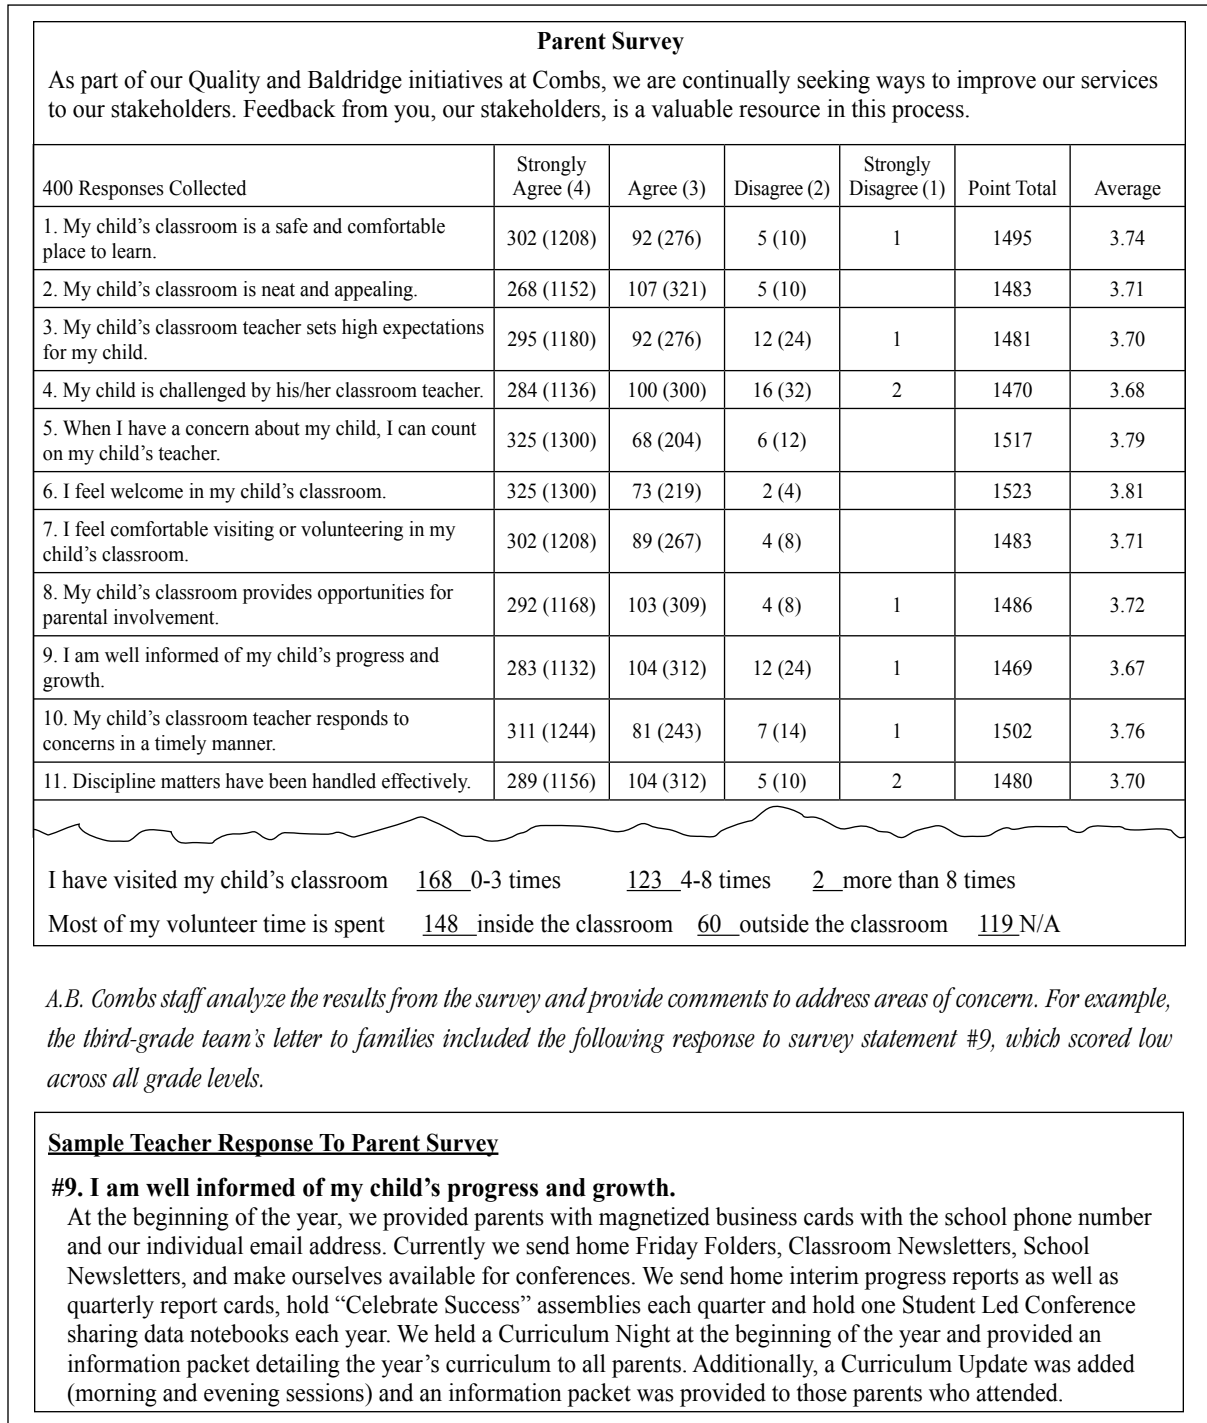 Parent Survey
As part of our Quality and Baldridge initiatives at Combs, we are continually seeking ways to improve our services
to our stakeholders. Feedback from you, our stakeholders, is a valuable resource in this process.
400 Responses Collected Strongly Agree (4) Agree (3) Disagree (2) Strongly Disagree (1) Point Total Average
1. My child’s classroom is a safe and comfortable
place to learn. 302 (1208) 92 (276) 5 (10) 1 1495 3.74
2. My child’s classroom is neat and appealing. 268 (1152) 107 (321) 5 (10) 1483 3.71
3. My child’s classroom teacher sets high expectations
for my child. 295 (1180) 92 (276) 12 (24) 1 1481 3.70
4. My child is challenged by his/her classroom teacher. 284 (1136) 100 (300) 16 (32) 2 1470 3.68
5. When I have a concern about my child, I can count
on my child’s teacher. 325 (1300) 68 (204) 6 (12) 1517 3.79
6. I feel welcome in my child’s classroom. 325 (1300) 73 (219) 2 (4) 1523 3.81
7. I feel comfortable visiting or volunteering in my
child’s classroom. 302 (1208) 89 (267) 4 (8) 1483 3.71
8. My child’s classroom provides opportunities for
parental involvement. 292 (1168) 103 (309) 4 (8) 1 1486 3.72
9. I am well informed of my child’s progress and
growth. 283 (1132) 104 (312) 12 (24) 1 1469 3.67
10. My child’s classroom teacher responds to
concerns in a timely manner. 311 (1244) 81 (243) 7 (14) 1 1502 3.76
11. Discipline matters have been handled effectively. 289 (1156) 104 (312) 5 (10) 2 1480 3.70
I have visited my child’s classroom 168 0-3 times 123 4-8 times 2 more than 8 times
Most of my volunteer time is spent 148 inside the classroom 60 outside the classroom 119 N/A
A.B. Combs staff analyze the results from the survey and provide comments to address areas of concern. For example,
the third-grade team’s letter to families included the following response to survey statement #9, which scored low
across all grade levels.
Sample Teacher Response To Parent Survey
#9. I am well informed of my child’s progress and growth.
At the beginning of the year, we provided parents with magnetized business cards with the school phone number
and our individual email address. Currently we send home Friday Folders, Classroom Newsletters, School
Newsletters, and make ourselves available for conferences. We send home interim progress reports as well as
quarterly report cards, hold “Celebrate Success” assemblies each quarter and hold one Student Led Conference
sharing data notebooks each year. We held a Curriculum Night at the beginning of the year and provided an
information packet detailing the year’s curriculum to all parents. Additionally, a Curriculum Update was added
(morning and evening sessions) and an information packet was provided to those parents who attended.